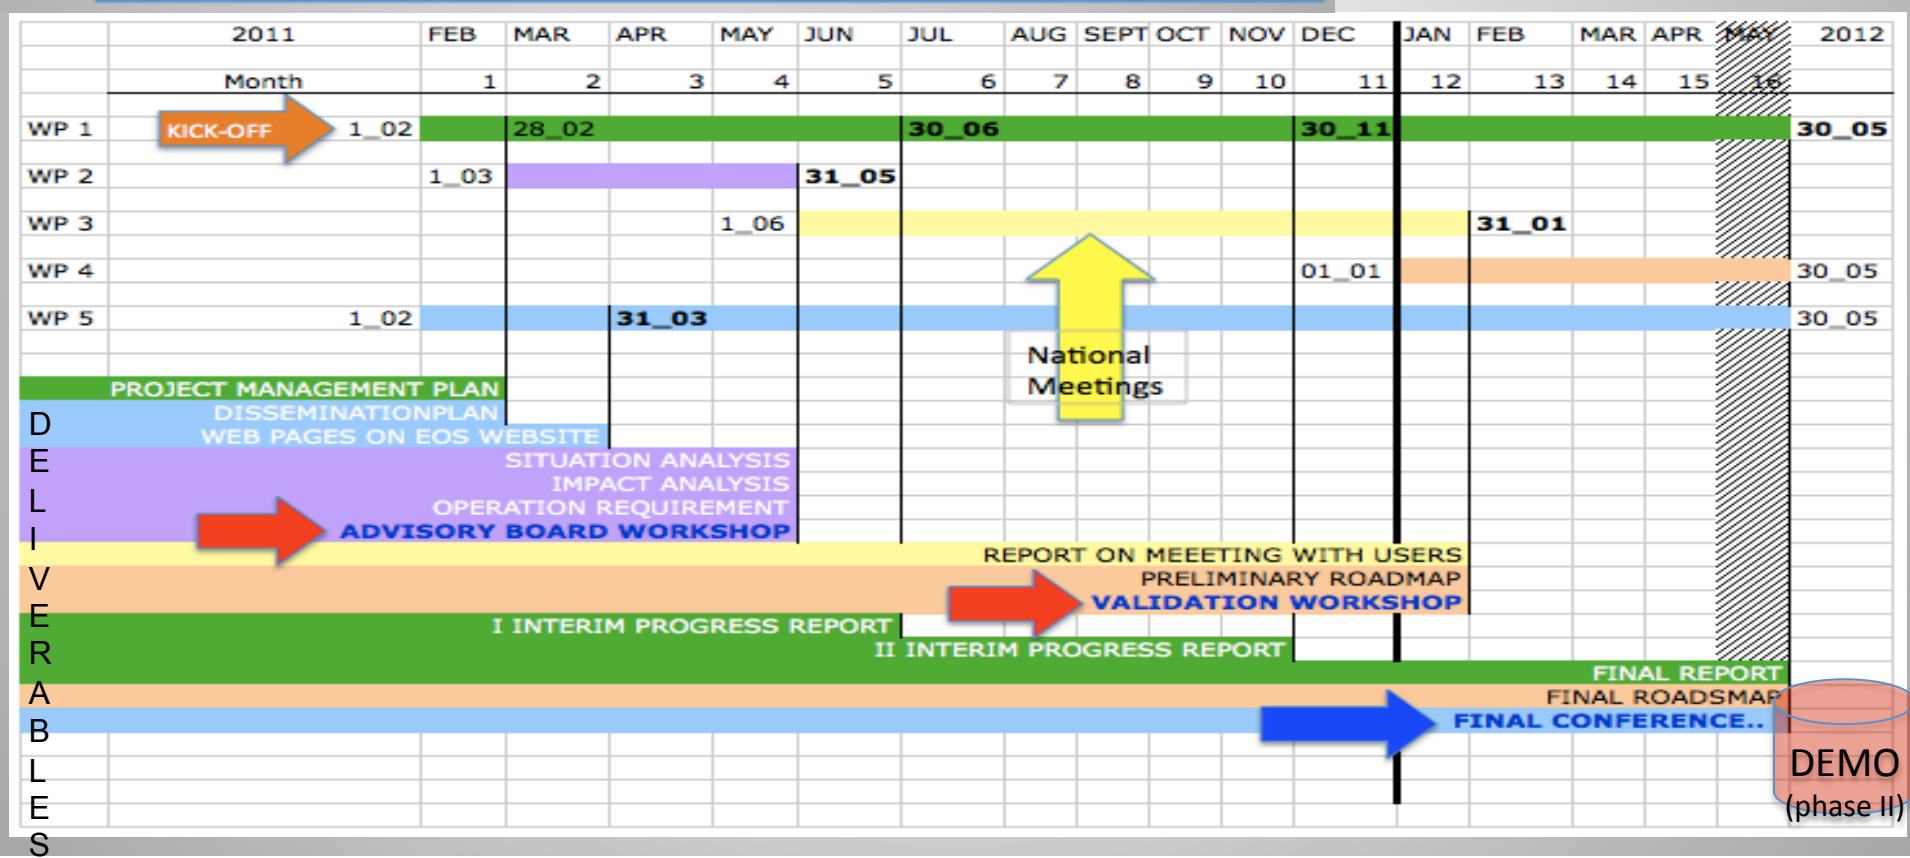 2011 FEB MAR APR MAY JUN JUL AUG SEPT OCT NOV DEC JAN FEB MAR APR MAY 2012
Month 1 2 3 4 5 6 7 8 9 10 11 12 13 14 15 16
WP 1 KICK-OFF 1_02 28_02 30_06 30_11 30_05
WP 2 1_03 31_05
WP 3 1_06 31_01
WP 4 01_01 30_05
WP 5 1_02 31_03 30_05
National
Meetings
DELIVERABLES
PROJECT MANAGEMENT PLAN
DISSEMINATIONPLAN
WEB PAGES ON EOS WEBSITE
SITUATION ANALYSIS
IMPACT ANALYSIS
OPERATION REQUIREMENT
ADVISORY BOARD WORKSHOP
REPORT ON MEEETING WITH USERS
PRELIMINARY ROADMAP
VALIDATION WORKSHOP
I INTERIM PROGRESS REPORT
II INTERIM PROGRESS REPORT
FINAL REPORT
FINAL ROADSMAP
FINAL CONFERENCE..
DEMO
(phase II)